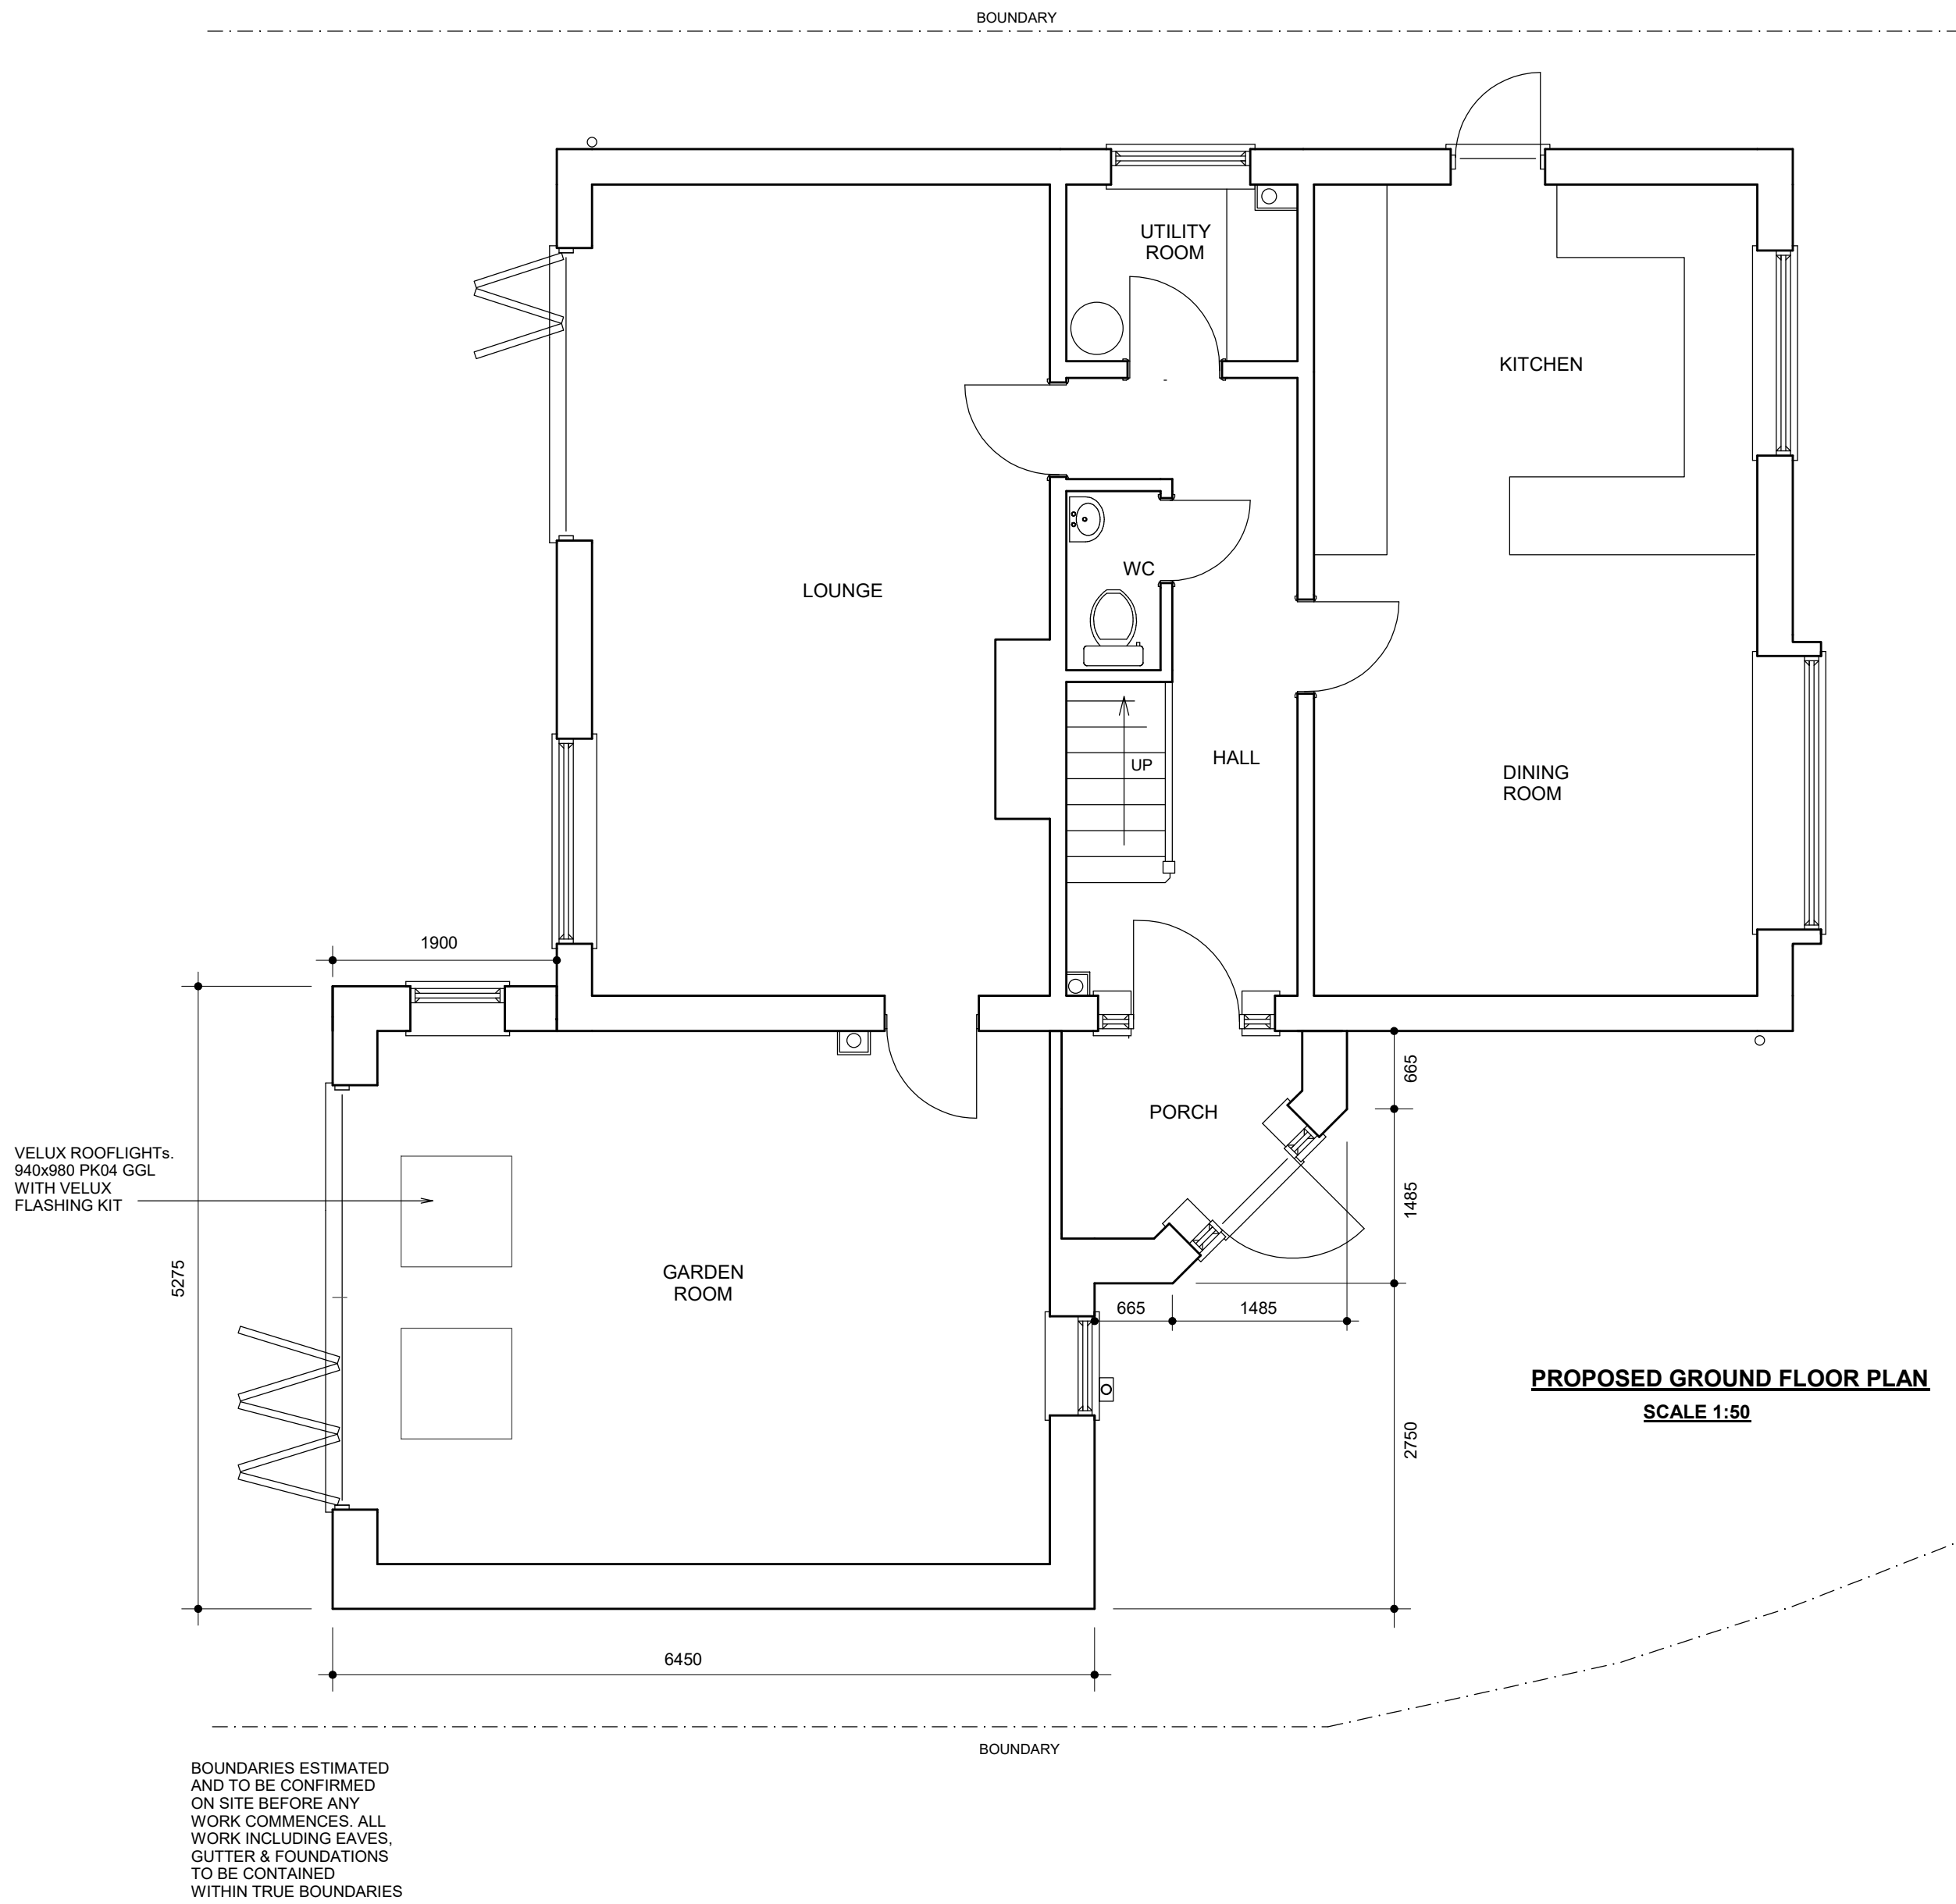 BOUNDARY
UTILITY
ROOM
KITCHEN
LOUNGE
WC
HALL
UP
DINING
ROOM
1900
665
PORCH
VELUX ROOFLIGHTs.
940x980 PK04 GGL
WITH VELUX
FLASHING KIT
1485
5275
GARDEN
ROOM
665
1485
PROPOSED GROUND FLOOR PLAN
SCALE 1:50
2750
6450
BOUNDARY
BOUNDARIES ESTIMATED
AND TO BE CONFIRMED
ON SITE BEFORE ANY
WORK COMMENCES. ALL
WORK INCLUDING EAVES,
GUTTER & FOUNDATIONS
TO BE CONTAINED
WITHIN TRUE BOUNDARIES